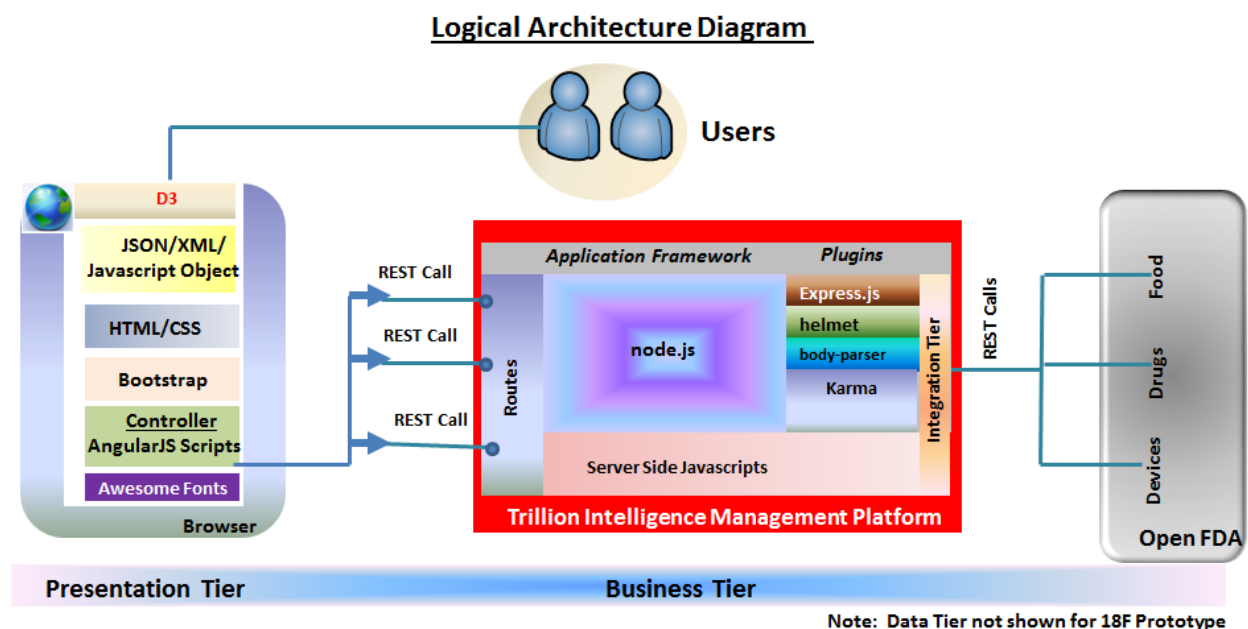 Logical Architecture Diagram
Users
D3
JSON/XML/
Javascript Object
HTML/CSS
Bootstrap
Controller
AngularJS Scripts
Awesome Fonts
Browser
REST Call
REST Call
REST Call
Application Framework
Plugins
Routes
node.js
Express.js
helmet
body-parser
Karma
Integration Tier
Server Side Javascripts
Trillion Intelligence Management Platform
REST Calls
Food
Drugs
Devices
Open FDA
Presentation Tier
Business Tier
Note: Data Tier not shown for 18F Prototype